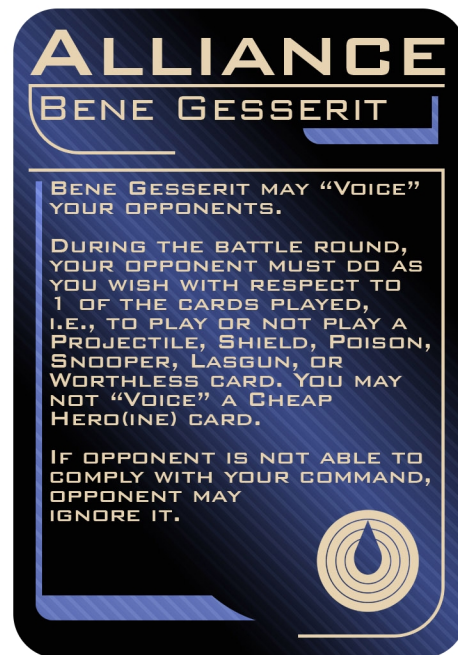 Alliance
Bene Gesserit
Bene Gesserit may “Voice”
your opponents.
During the battle round,
your opponent must do as
you wish with respect to
1 of the cards played,
i.e., to play or not play a
Projectile, Shield, Poison,
Snooper, Lasgun, or
Worthless card. You may
not “Voice” a Cheap
Hero(ine) card.
If opponent is not able to
comply with your command,
opponent may
ignore it.